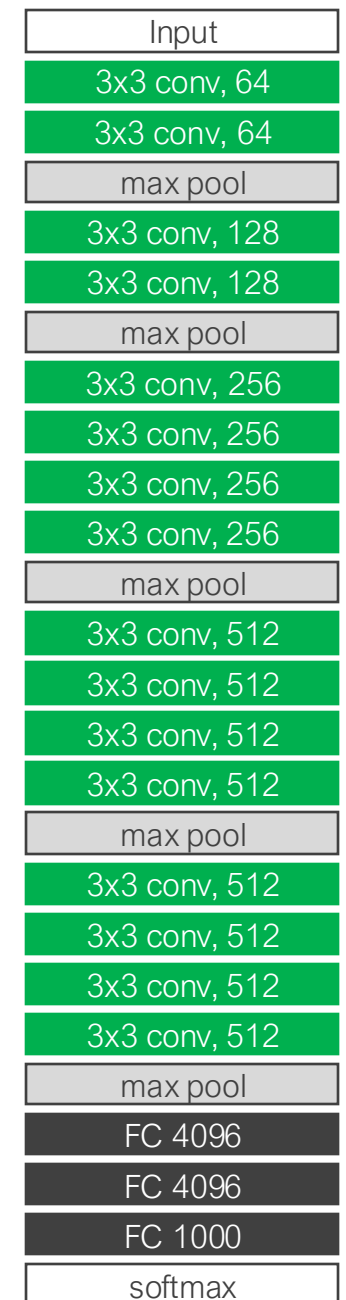 Input
3x3 conv, 64
3x3 conv, 64
max pool
3x3 conv, 128
3x3 conv, 128
max pool
3x3 conv, 256
3x3 conv, 256
3x3 conv, 256
3x3 conv, 256
max pool
3x3 conv, 512
3x3 conv, 512
3x3 conv, 512
3x3 conv, 512
max pool
3x3 conv, 512
3x3 conv, 512
3x3 conv, 512
3x3 conv, 512
max pool
FC 4096
FC 4096
FC 1000
softmax